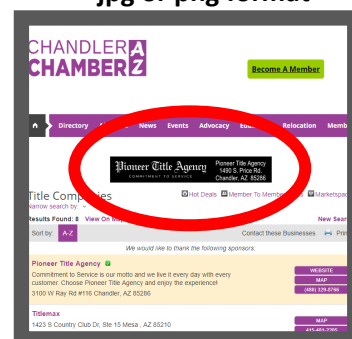 jpg or png format
CHANDLER AZ
CHAMBER
Become A Member
Directory
News Events Advocacy
Relocation
Pioneer Title Agency
COMMITMENT TO SERVICE
Pioneer Title Agency
1490 S. Price Rd.
Chandler, AZ 85286
Title Companies
Hot Deals
Member To Member
Narrow search by:
Results Found: 8 View On Map
New Sear
Sort by: A-Z
Contact these Businesses
Prin
We would like to thank the following sponsors:
Pioneer Title Agency
Commitment to Service is our motto and we live it every day with every
customer. Choose Pioneer Title Agency and enjoy the experience!
3100 W Ray Rd #116 Chandler, AZ 85286
WEBSITE
MAP
(480) 329-8766
Titlemax
1423 S Country Club Dr, Ste 15 Mesa , AZ 85210
MAP